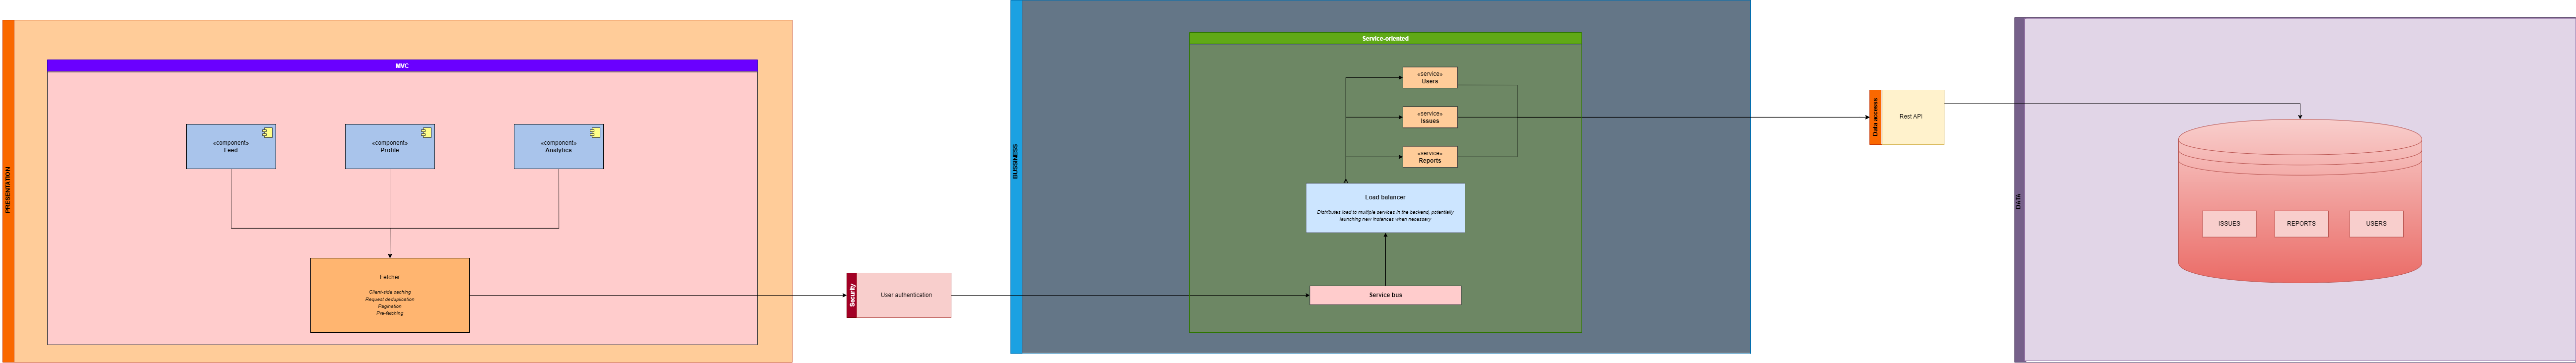 PRESENTATION
MVC
«component»
Feed
«component»
Profile
«component»
Analytics
Fetcher
Client-side caching
Request deduplication
Pagination
Pre-fetching
Security
User authentication
BUSSINESS
Service-oriented
«service»
Users
«service»
Issues
«service»
Reports
Load balancer
Distributes load to multiple services in the backend, potentially
launching new instances when necessary
Service bus
Data accesss
Rest API
DATA
ISSUES
REPORTS
USERS